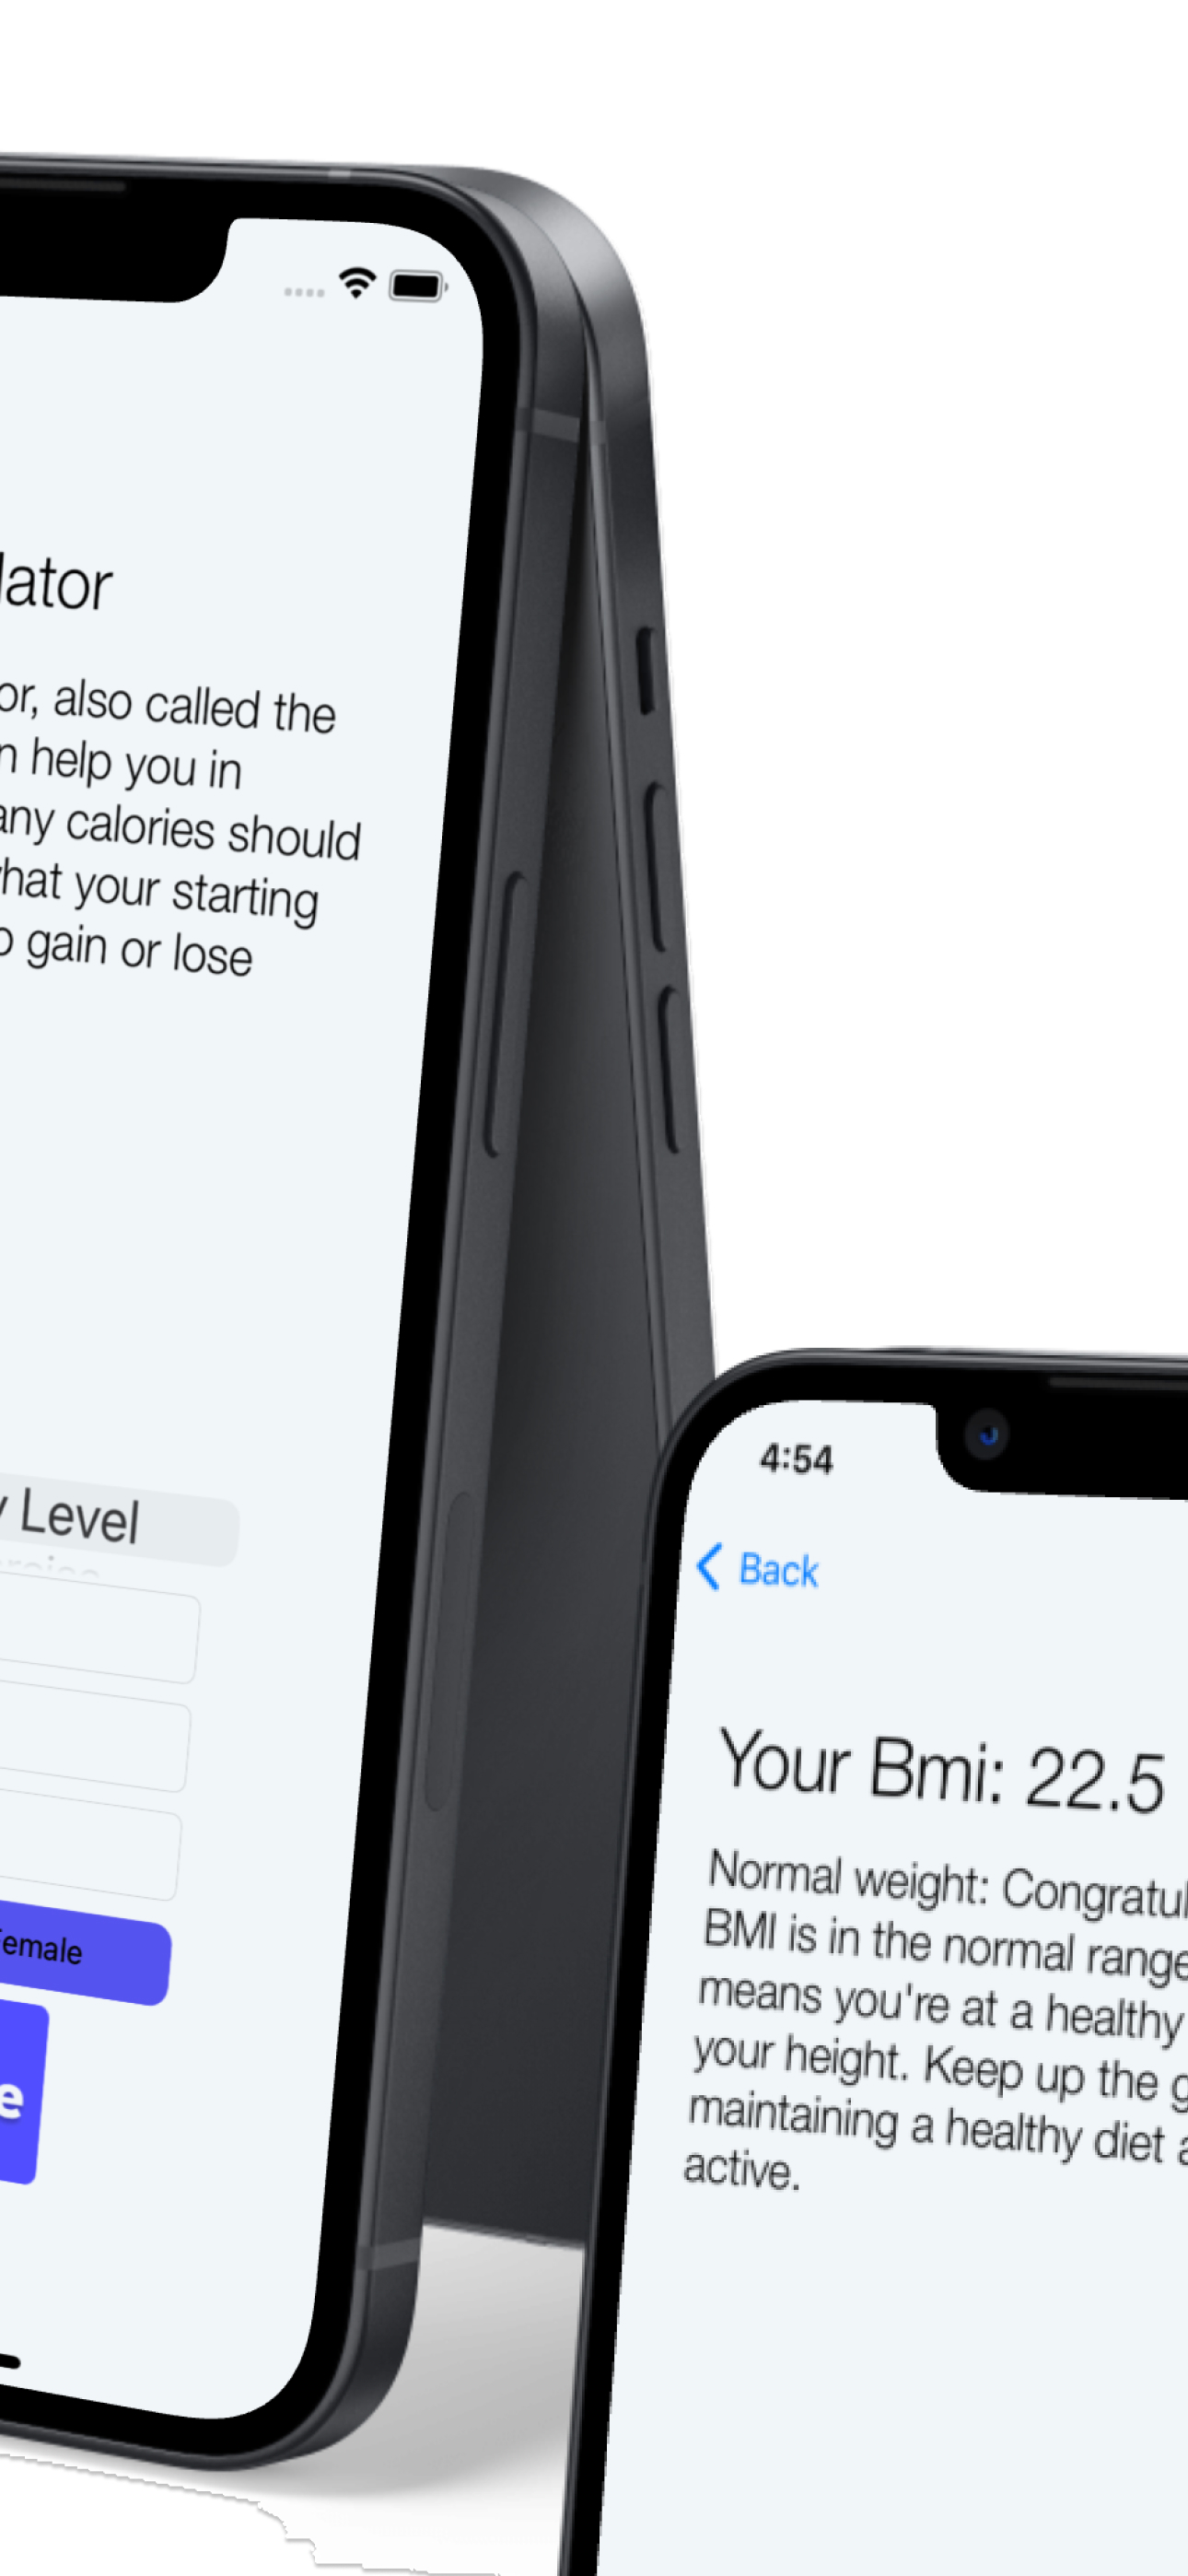 lator
or, also called the
n help you in
any calories should
hat your starting
o gain or lose
y Level
emale
e
4:54
Back
Your Bmi: 22.5
Normal weight: Congratul
BMI is in the normal range
means you're at a healthy
your height. Keep up the g
maintaining a healthy diet a
active.